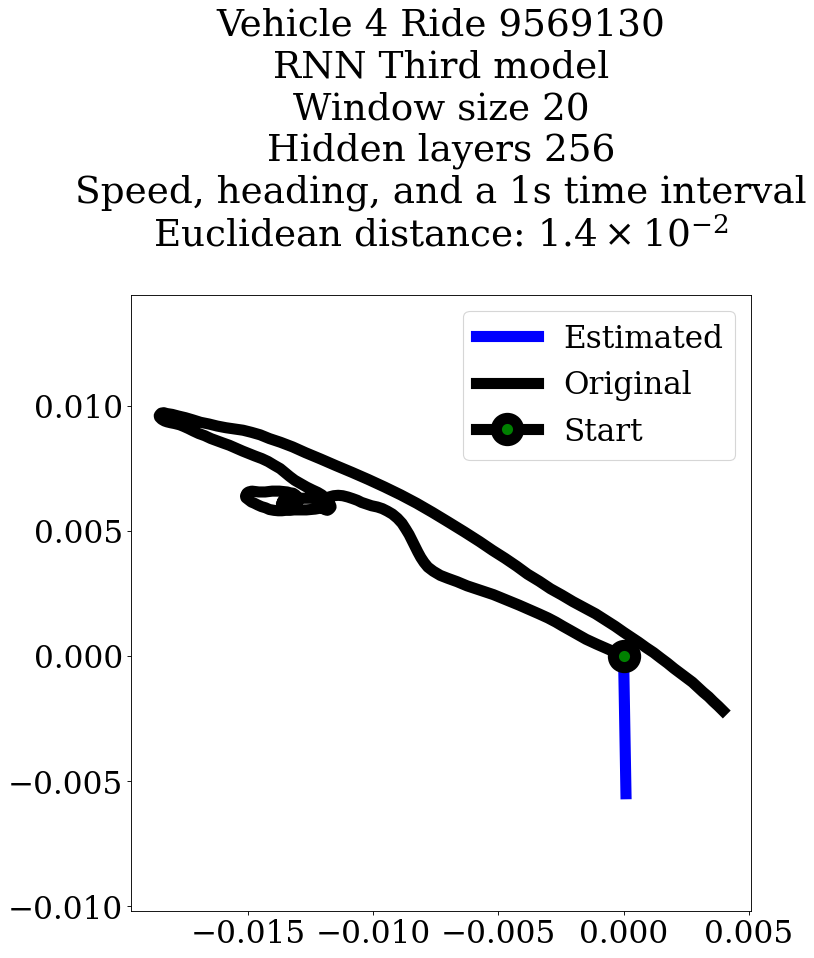 Vehicle 4 Ride 9569130
RNN Third model
Window size 20
Hidden layers 256
Speed, heading, and a 1s time interval
Euclidean distance: 1.4 × 10⁻²
Estimated
Original
Start
0.010
0.005
0.000
−0.005
−0.010
−0.015 −0.010 −0.005 0.000 0.005